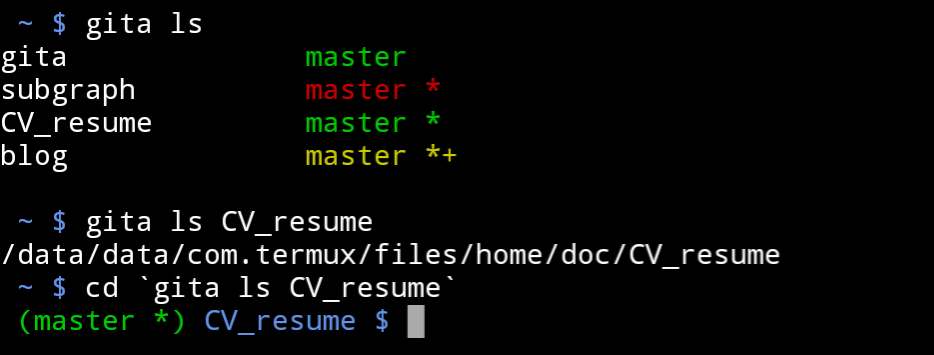 ~ $ gita ls
gita master
subgraph master *
CV_resume master *
blog master *+
~ $ gita ls CV_resume
/data/data/com.termux/files/home/doc/CV_resume
~ $ cd `gita ls CV_resume`
(master *) CV_resume $